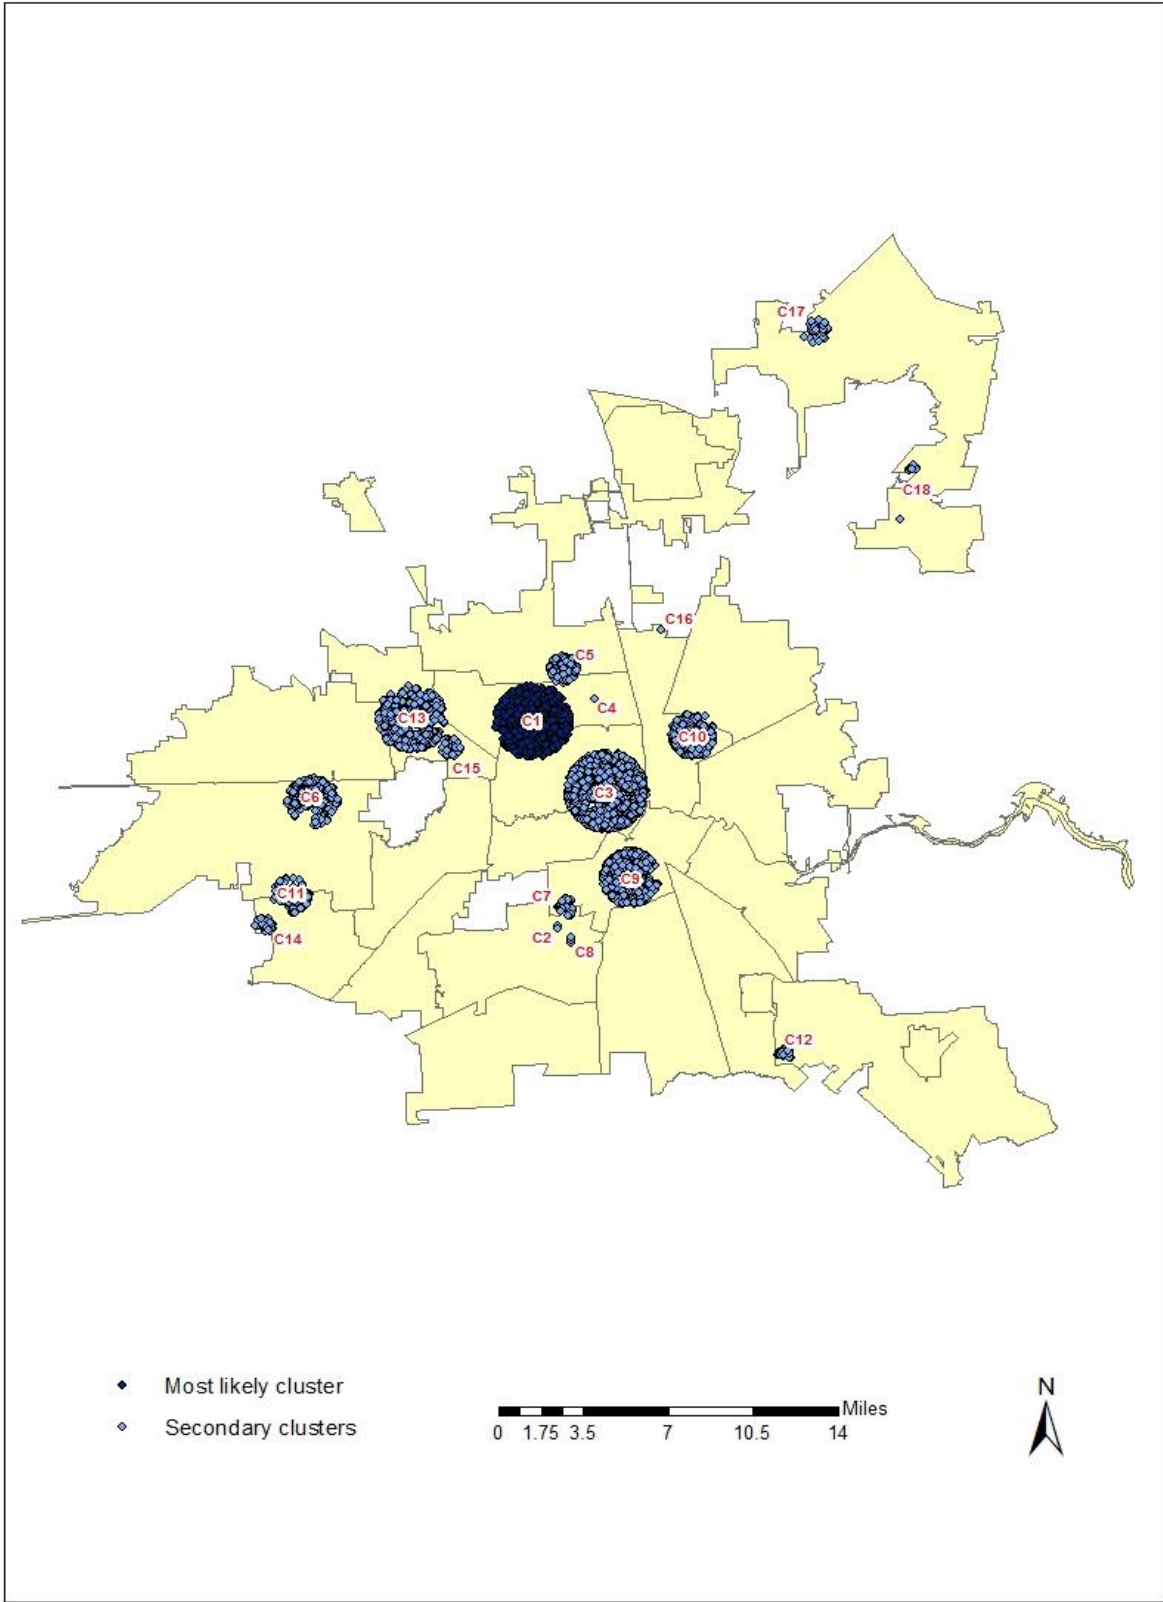 C17
C18
C16
C5
C4
C1
C13
C10
C15
C3
C6
C9
C11
C7
C14
C2
C8
C12
Most likely cluster
Secondary clusters
Miles
0 1.75 3.5 7 10.5 14
N